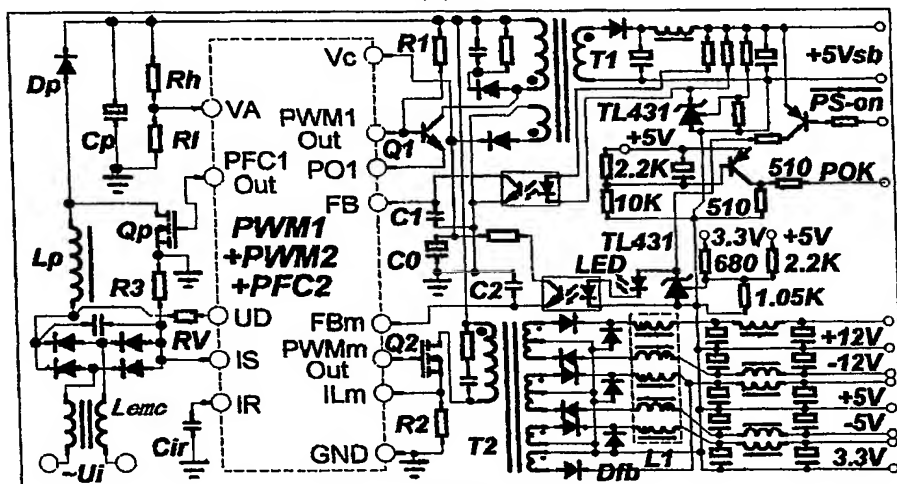 Dp
Rh
Rf
Cp
VA
PFC1
Out
Qp
Lp
R3
RV
UD
IS
IR
Cir
Lemc
~Ui
PWM1
+PWM2
+PFC2
Vc
PWM1
Out
PO1
FB
FBm
PWMm
Out
ILm
GND
R1
Q1
C1
C0
C2
Q2
R2
T1
T2
+5Vsb
TL431
PS-on
+5V
2.2K
10K
510
510
POK
TL431
LED
3.3V
+5V
680
2.2K
1.05K
+12V
-12V
+5V
-5V
3.3V
Dfb
L1